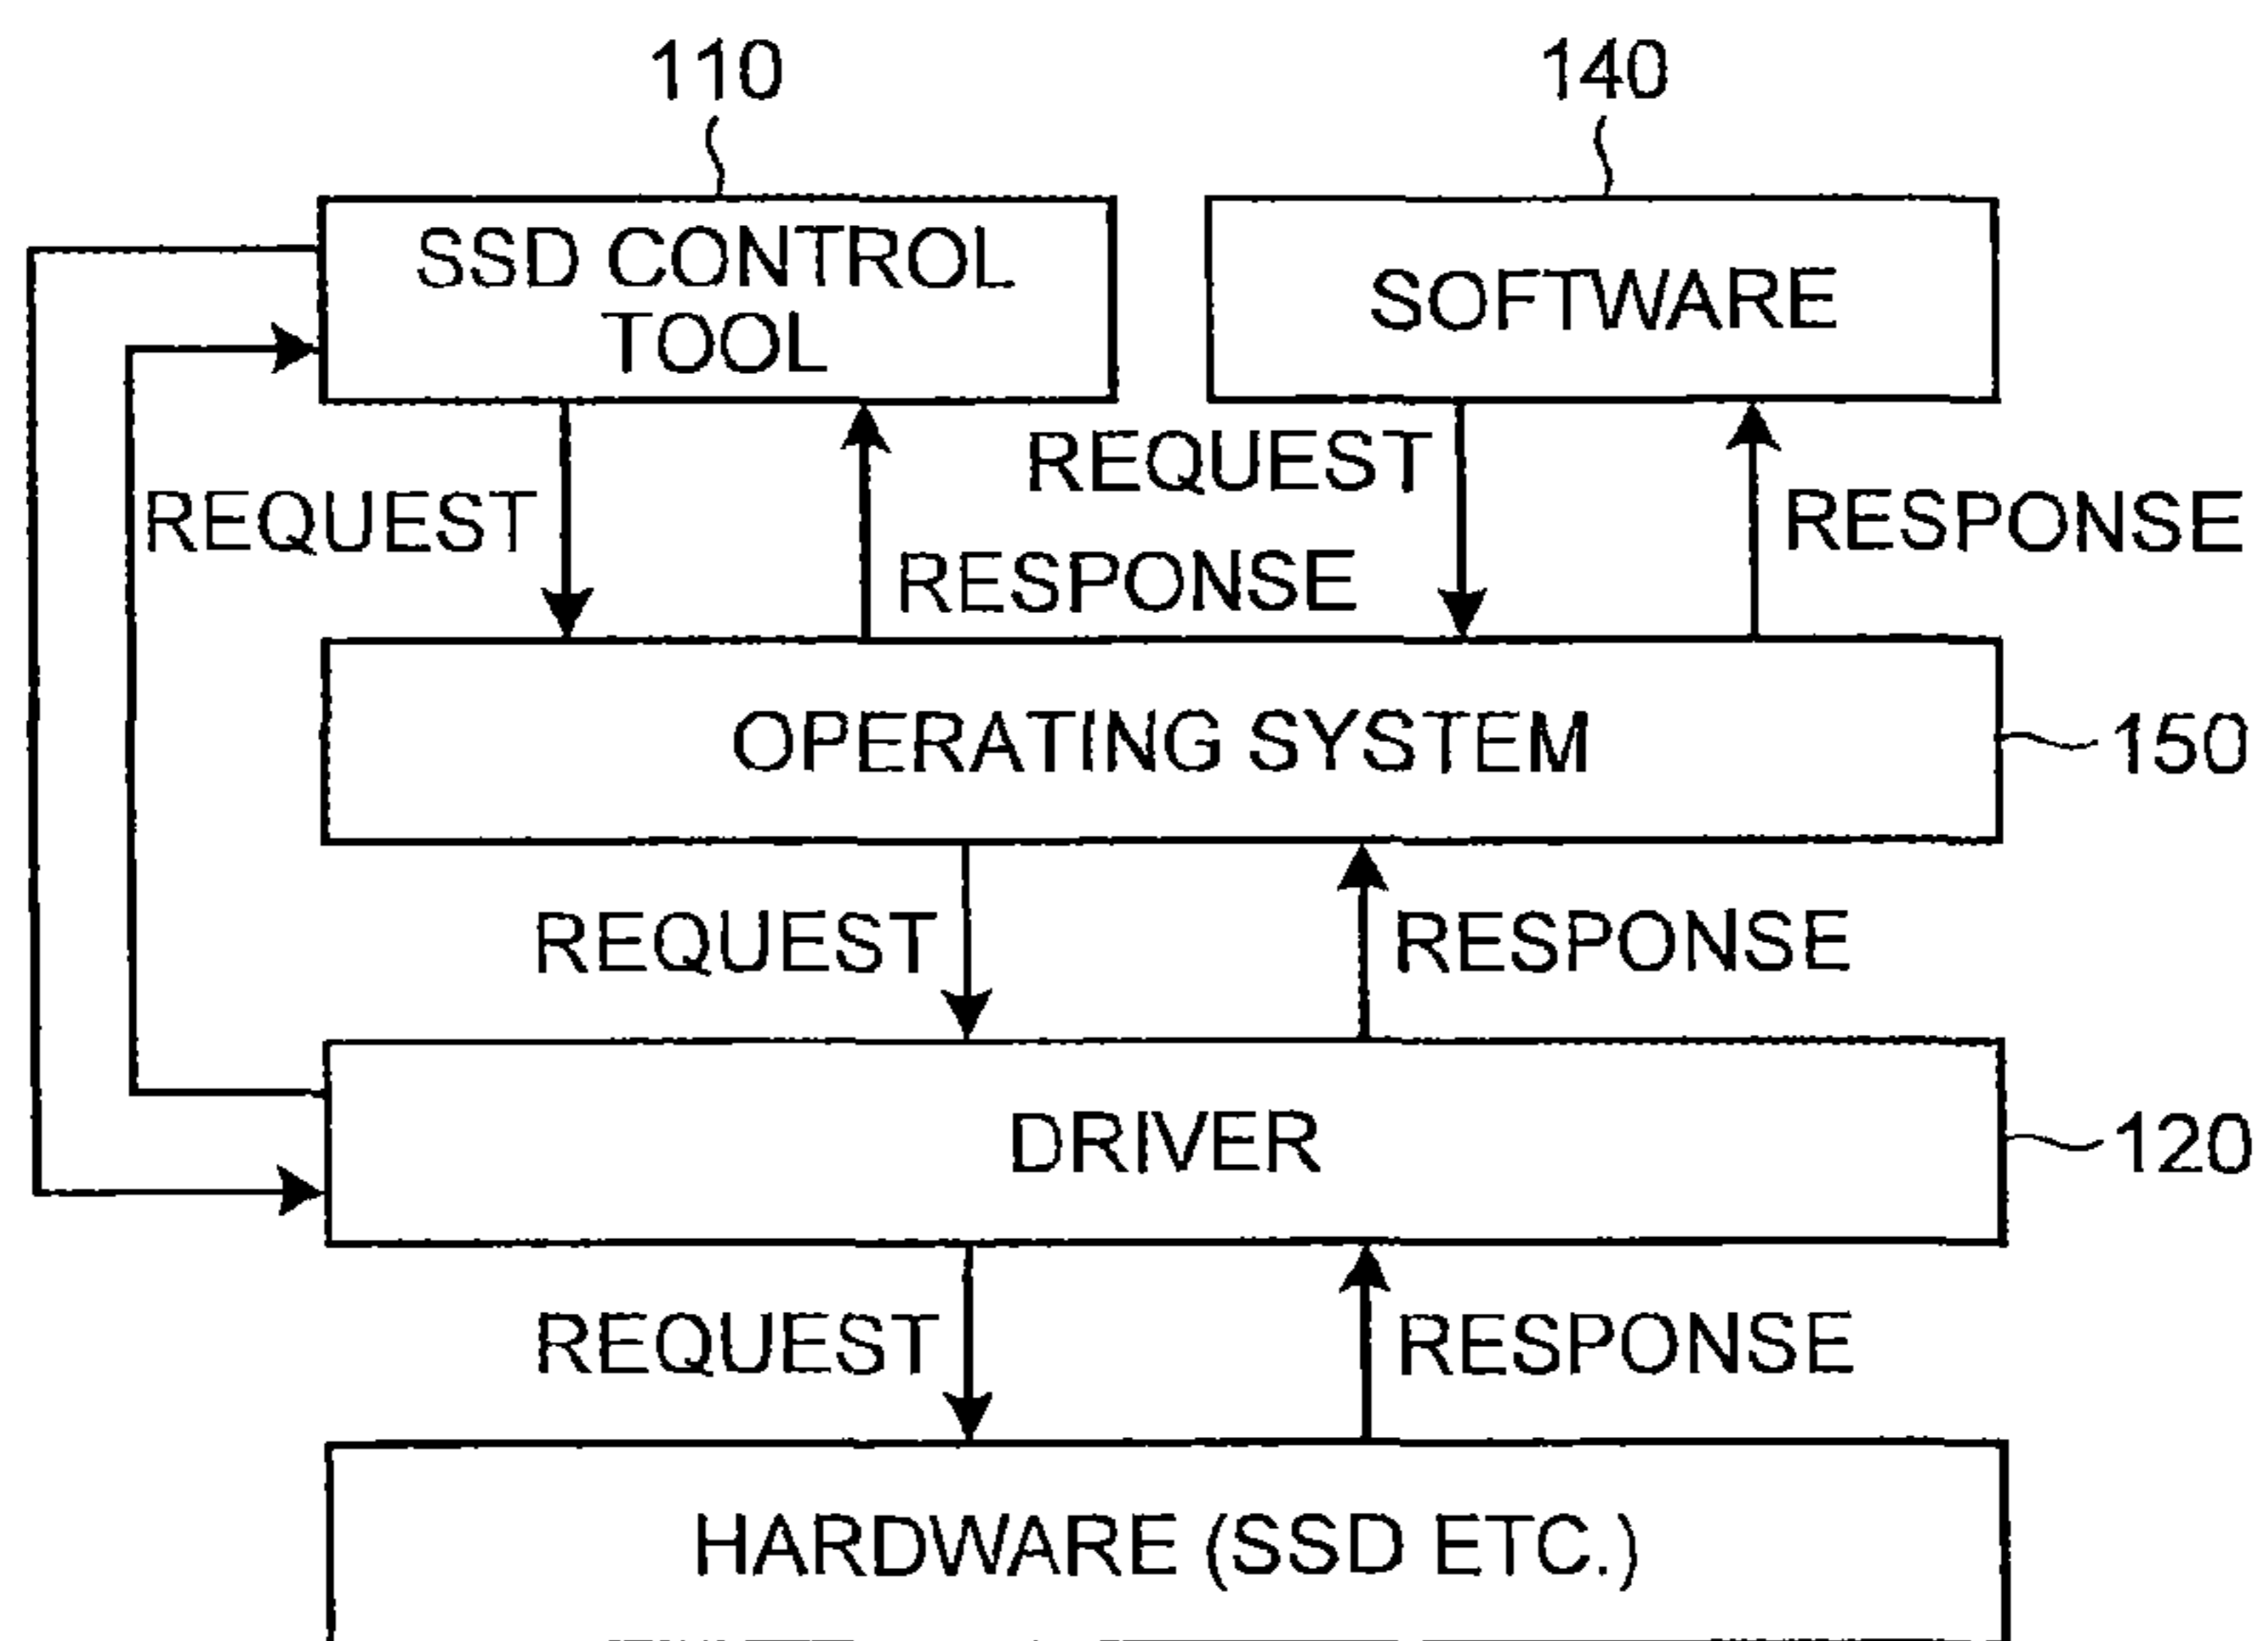 110
140
SSD CONTROL
TOOL
SOFTWARE
REQUEST
REQUEST
RESPONSE
RESPONSE
OPERATING SYSTEM
150
REQUEST
RESPONSE
DRIVER
120
REQUEST
RESPONSE
HARDWARE (SSD ETC.)